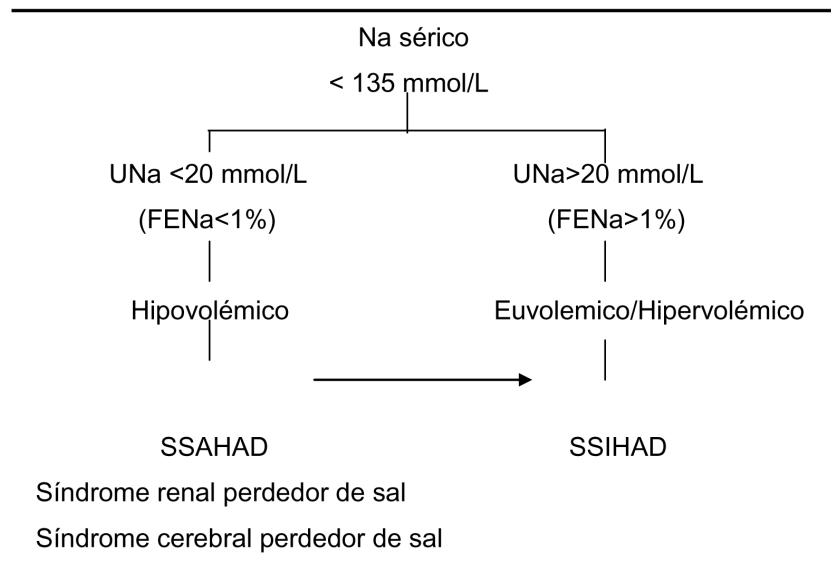 Na sérico
< 135 mmol/L
UNa <20 mmol/L
UNa>20 mmol/L
(FENa<1%)
(FENa>1%)
Hipovolémico
Euvolemico/Hipervolémico
SSAHAD
SSIHAD
Síndrome renal perdedor de sal
Síndrome cerebral perdedor de sal